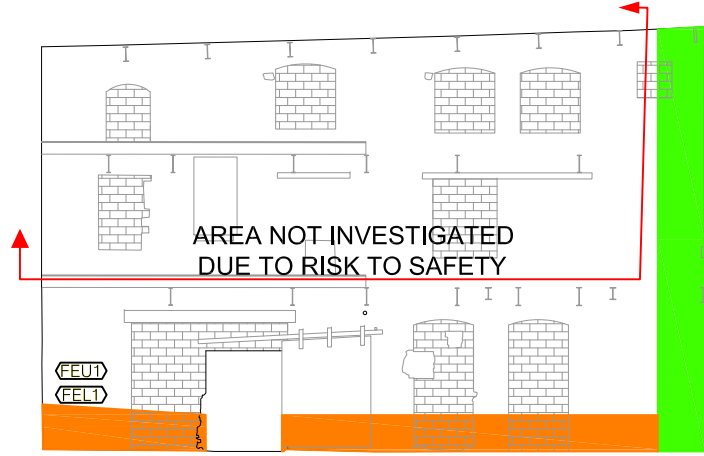 AREA NOT INVESTIGATED
DUE TO RISK TO SAFETY
FEU1
FEL1